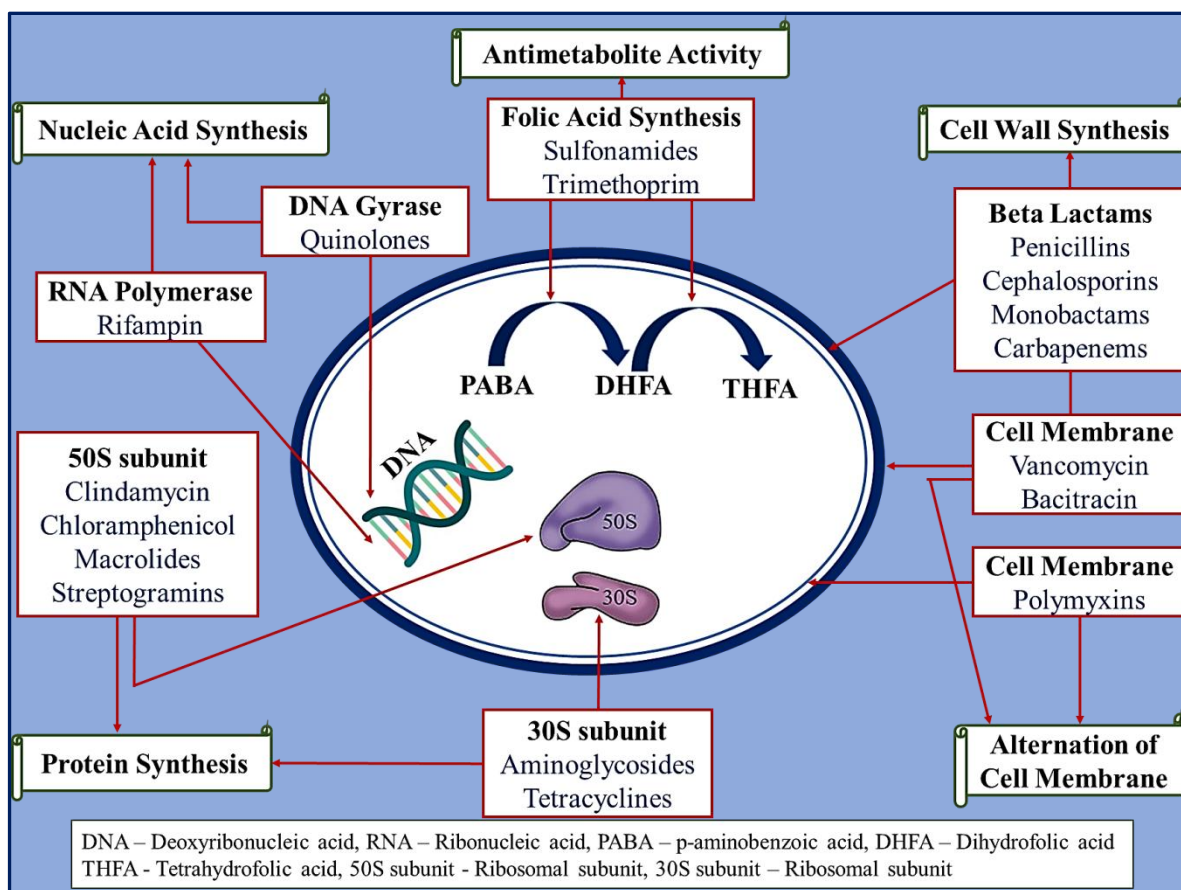 Antimetabolite Activity
Nucleic Acid Synthesis
Folic Acid Synthesis
Sulfonamides
Trimethoprim
Cell Wall Synthesis
DNA Gyrase
Quinolones
Beta Lactams
Penicillins
Cephalosporins
Monobactams
Carbapenems
RNA Polymerase
Rifampin
PABA
DHFA
THFA
DNA
50S subunit
Clindamycin
Chloramphenicol
Macrolides
Streptogramins
50S
30S
Cell Membrane
Vancomycin
Bacitracin
Cell Membrane
Polymyxins
Protein Synthesis
30S subunit
Aminoglycosides
Tetracyclines
Alternation of
Cell Membrane
DNA – Deoxyribonucleic acid, RNA – Ribonucleic acid, PABA – p-aminobenzoic acid, DHFA – Dihydrofolic acid
THFA - Tetrahydrofolic acid, 50S subunit - Ribosomal subunit, 30S subunit – Ribosomal subunit